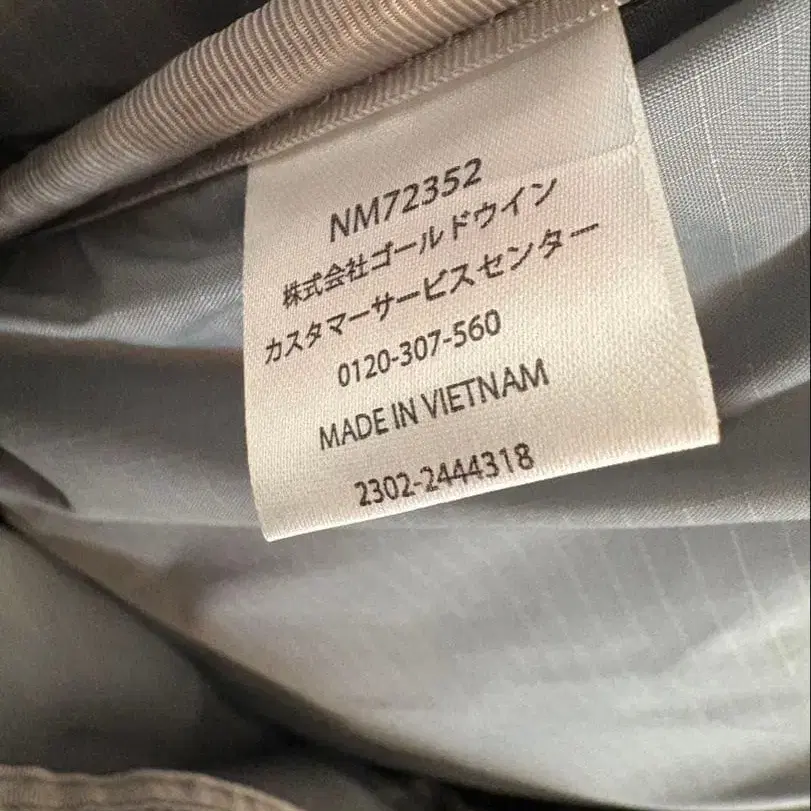 NM72352
株式会社ゴールドウイン
カスタマーサービスセンター
0120-307-560
MADE IN VIETNAM
2302-2444318